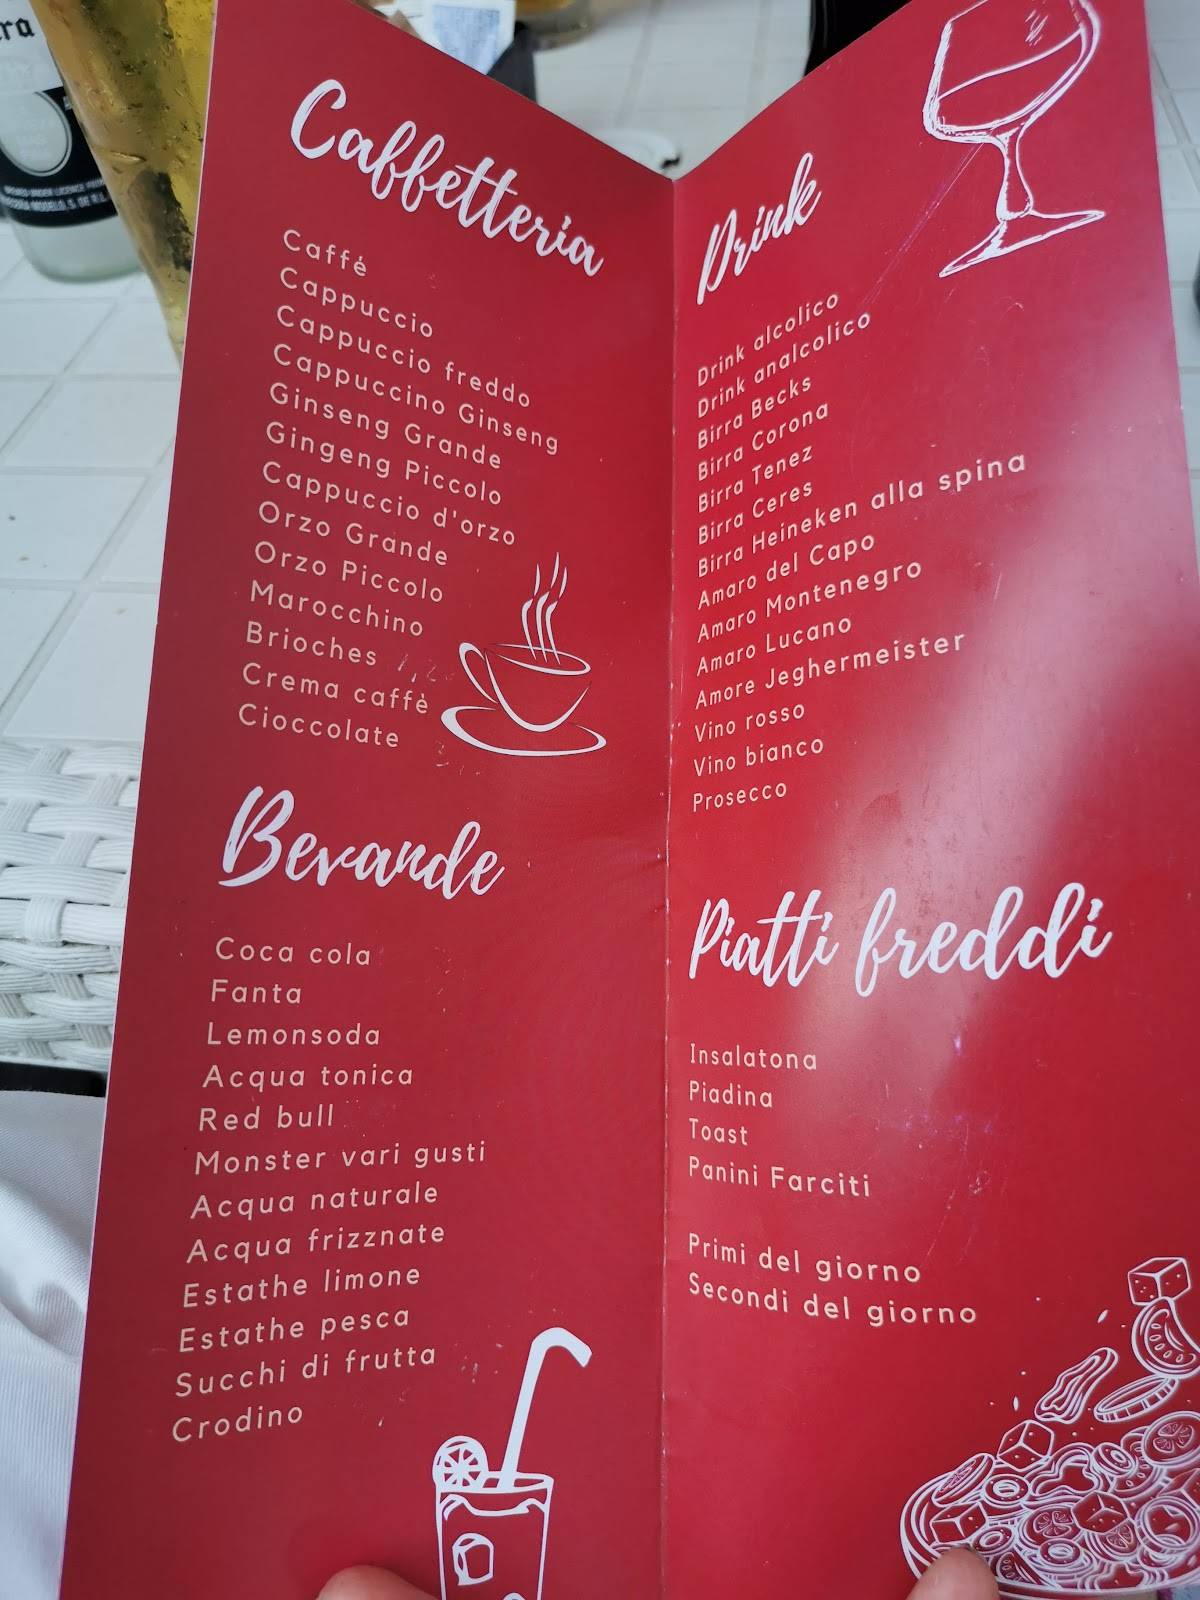 Caffetteria
Caffé
Cappuccio
Cappuccio freddo
Cappuccino Ginseng
Ginseng Grande
Gingeng Piccolo
Cappuccio d'orzo
Orzo Grande
Orzo Piccolo
Marocchino
Brioches
Crema caffè
Cioccolate
Bevande
Coca cola
Fanta
Lemonsoda
Acqua tonica
Red bull
Monster vari gusti
Acqua naturale
Acqua frizznate
Estathe limone
Estathe pesca
Succhi di frutta
Crodino
Drink
Drink alcolico
Drink analcolico
Birra Becks
Birra Corona
Birra Tenez
Birra Ceres
Birra Heineken alla spina
Amaro del Capo
Amaro Montenegro
Amaro Lucano
Amore Jeghermeister
Vino rosso
Vino bianco
Prosecco
Piatti freddi
Insalatona
Piadina
Toast
Panini Farciti
Primi del giorno
Secondi del giorno